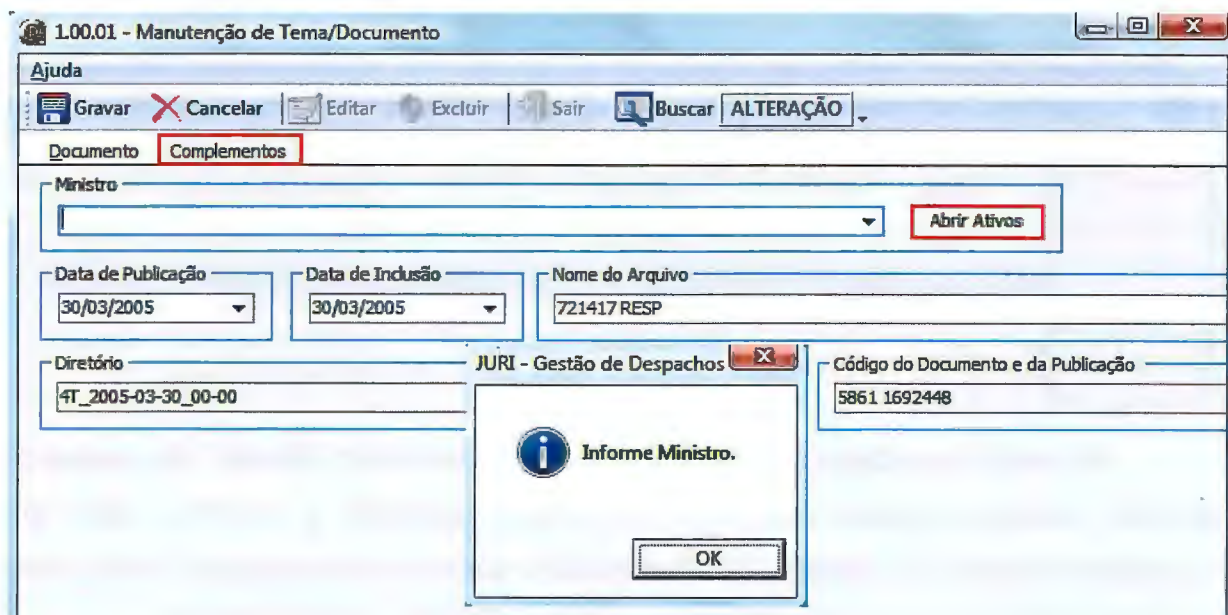 1.00.01 - Manutenção de Tema/Documento
Ajuda
Gravar Cancelar Editar Excluir Sair Buscar ALTERAÇÃO
Documento Complementos
Ministro
Abrir Ativos
Data de Publicação Data de Inclusão Nome do Arquivo
30/03/2005 30/03/2005 721417 RESP
Diretório JURI - Gestão de Despachos Código do Documento e da Publicação
4T_2005-03-30_00-00 5861 1692448
Informe Ministro.
OK